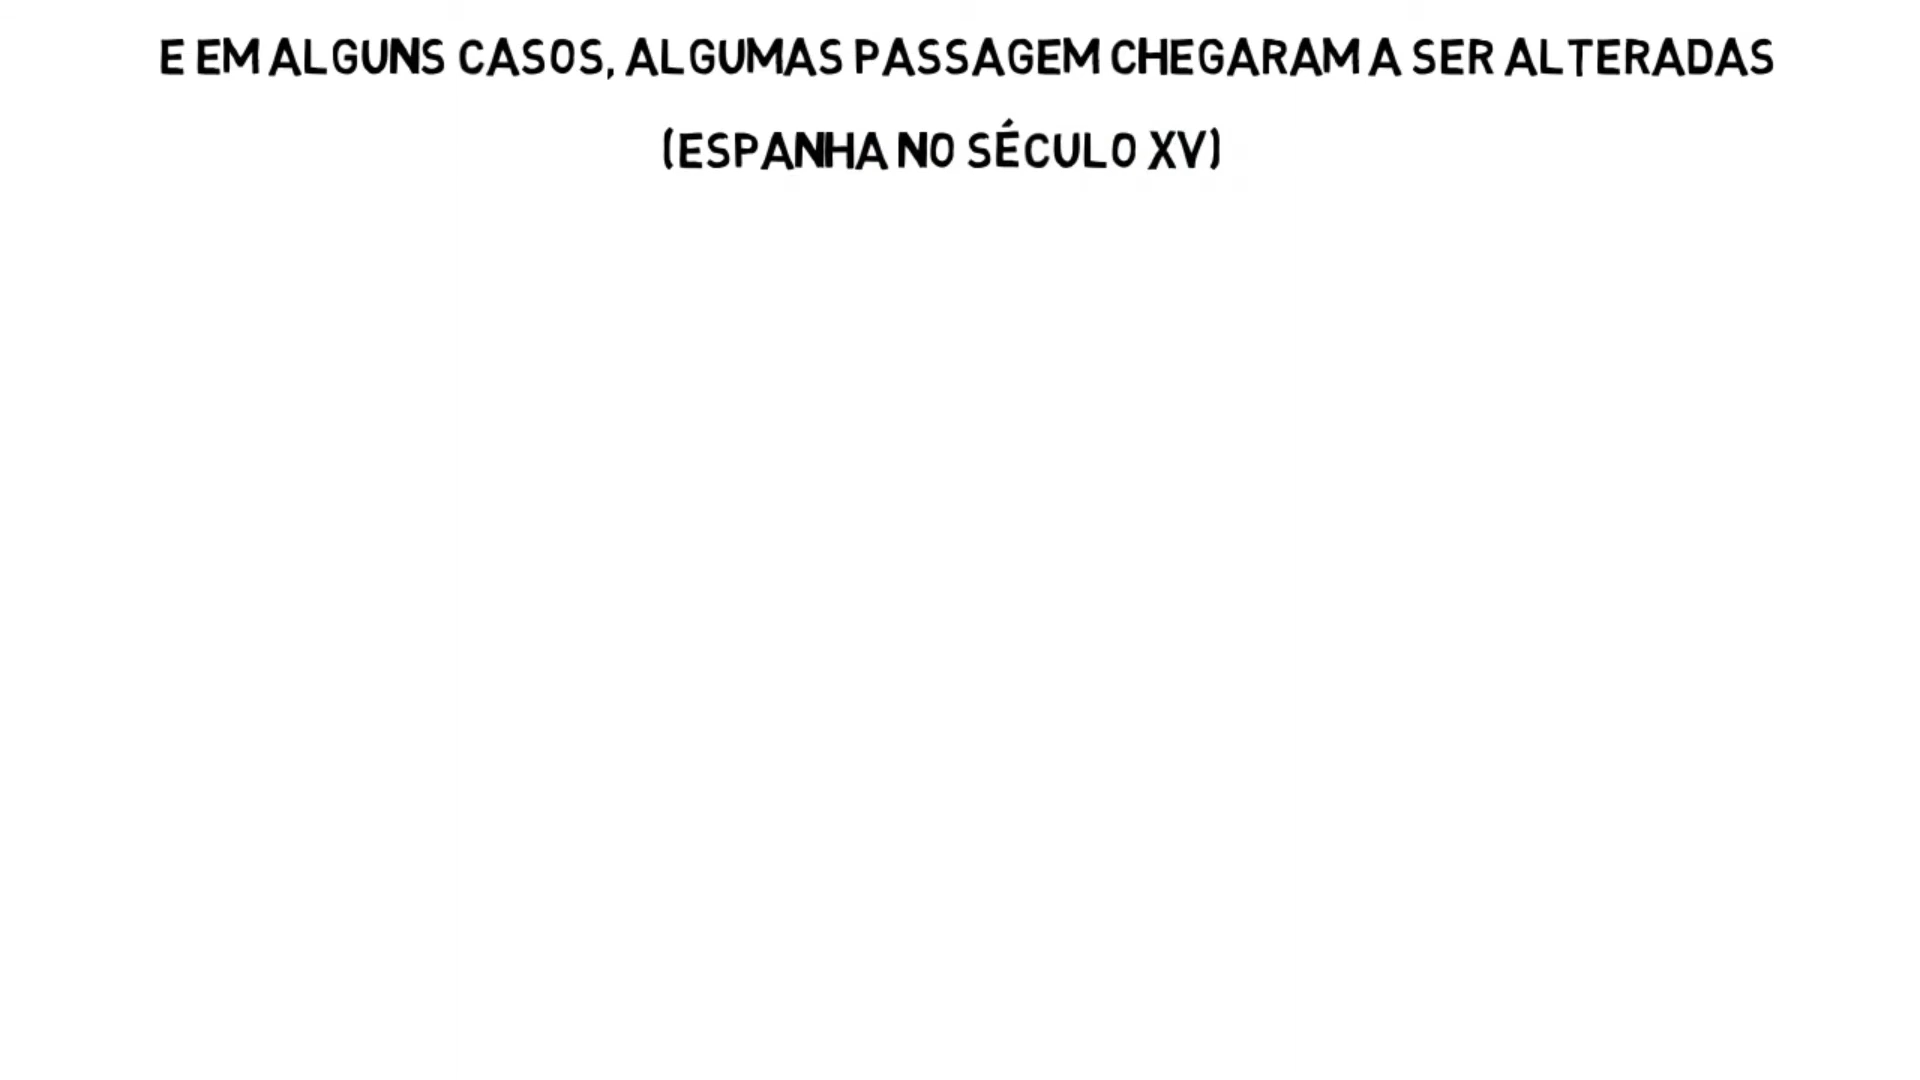 E EM ALGUNS CASOS, ALGUMAS PASSAGEM CHEGARAM A SER ALTERADAS
(ESPANHA NO SÉCULO XV)